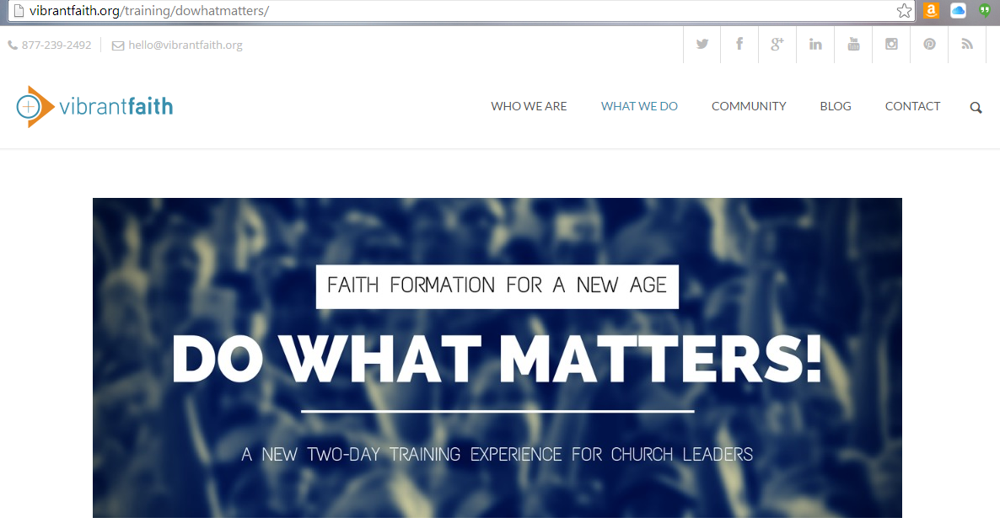 vibrantfaith.org/training/dowhatmatters/
877-239-2492 hello@vibrantfaith.org
vibrantfaith
WHO WE ARE WHAT WE DO COMMUNITY BLOG CONTACT
FAITH FORMATION FOR A NEW AGE
DO WHAT MATTERS!
A NEW TWO-DAY TRAINING EXPERIENCE FOR CHURCH LEADERS